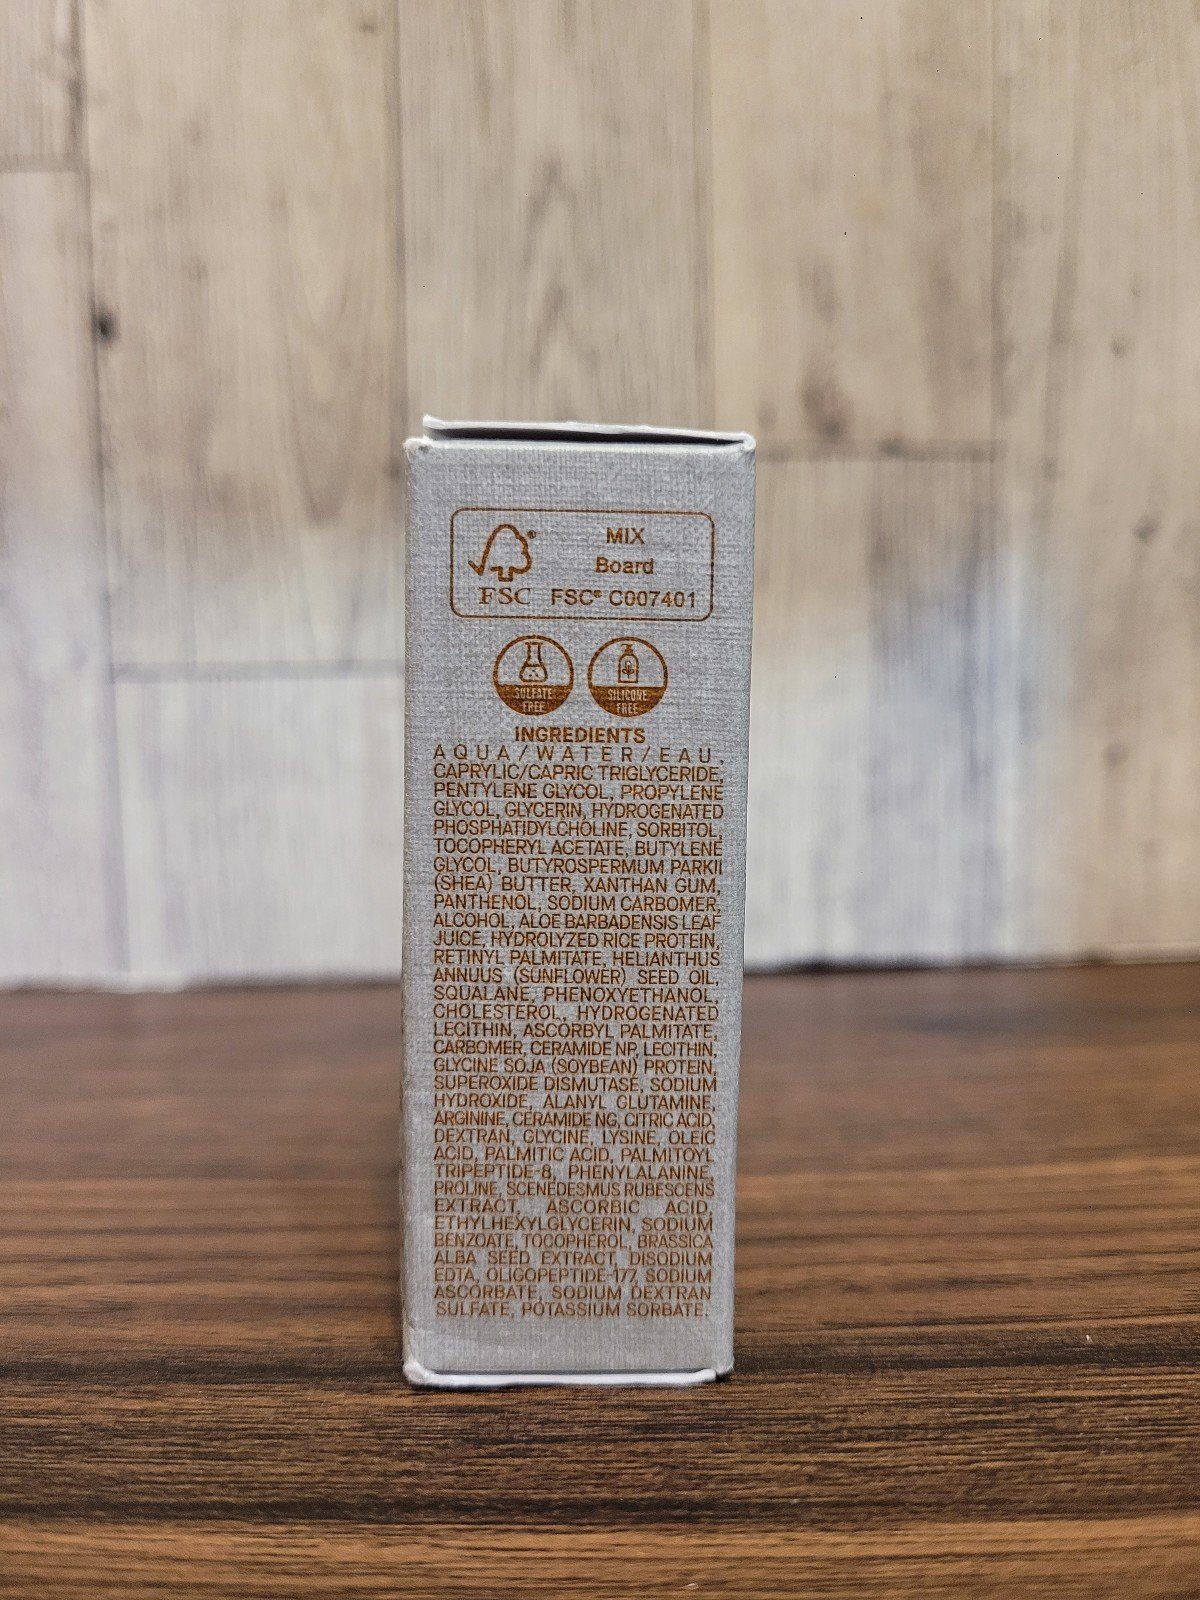 MIX
Board
FSC® C007401
FSC
SULFATE
FREE
SILICONE
FREE
INGREDIENTS
AQUA/WATER/EAU,
CAPRYLIC/CAPRIC TRIGLYCERIDE,
PENTYLENE GLYCOL, PROPYLENE
GLYCOL, GLYCERIN, HYDROGENATED
PHOSPHATIDYLCHOLINE, SORBITOL,
TOCOPHERYL ACETATE, BUTYLENE
GLYCOL, BUTYROSPERMUM PARKII
(SHEA) BUTTER, XANTHAN GUM,
PANTHENOL, SODIUM CARBOMER,
ALCOHOL, ALOE BARBADENSIS LEAF
JUICE, HYDROLYZED RICE PROTEIN,
RETINYL PALMITATE, HELIANTHUS
ANNUUS (SUNFLOWER) SEED OIL,
SQUALANE, PHENOXYETHANOL,
CHOLESTEROL, HYDROGENATED
LECITHIN, ASCORBYL PALMITATE,
CARBOMER, CERAMIDE NP, LECITHIN,
GLYCINE SOJA (SOYBEAN) PROTEIN,
SUPEROXIDE DISMUTASE, SODIUM
HYDROXIDE, ALANYL GLUTAMINE,
ARGININE, CERAMIDE NG, CITRIC ACID,
DEXTRAN, GLYCINE, LYSINE, OLEIC
ACID, PALMITIC ACID, PALMITOYL
TRIPEPTIDE-8, PHENYLALANINE,
PROLINE, SCENEDESMUS RUBESCENS
EXTRACT, ASCORBIC ACID,
ETHYLHEXYLGLYCERIN, SODIUM
BENZOATE, TOCOPHEROL, BRASSICA
ALBA SEED EXTRACT, DISODIUM
EDTA, OLIGOPEPTIDE-177, SODIUM
ASCORBATE, SODIUM DEXTRAN
SULFATE, POTASSIUM SORBATE.